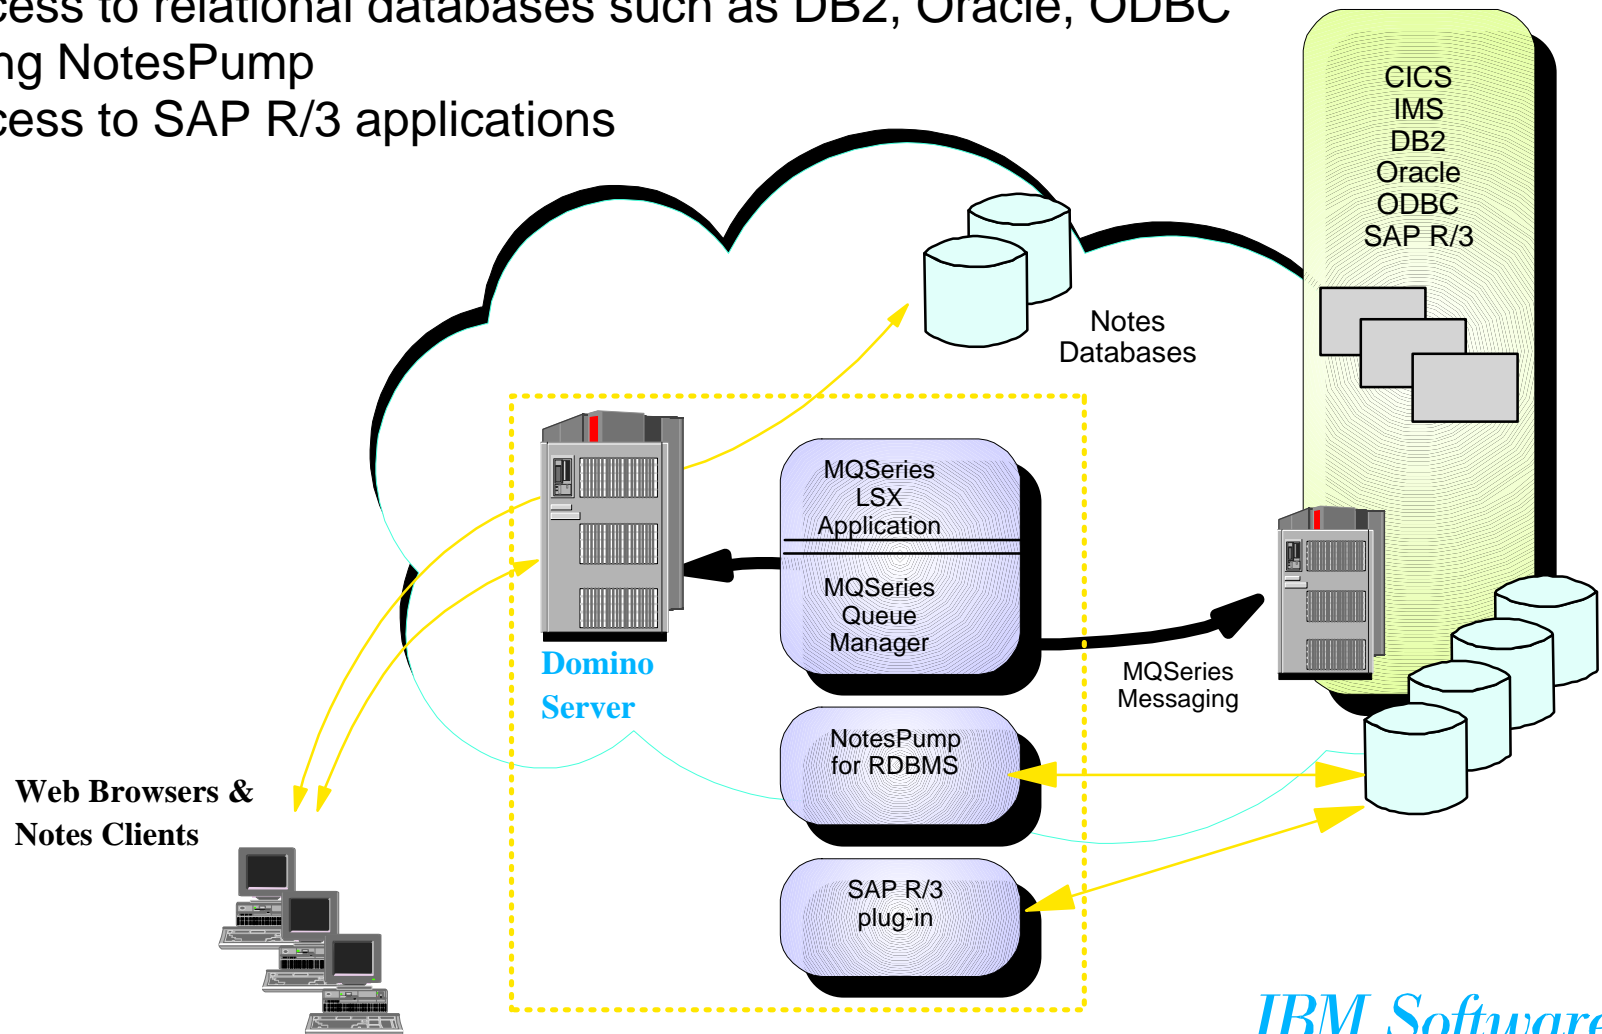 cess to relational databases such as DB2, Oracle, ODBC
ng NotesPump
cess to SAP R/3 applications
CICS
IMS
DB2
Oracle
ODBC
SAP R/3
Notes
Databases
MQSeries
LSX
Application
MQSeries
Queue
Manager
Domino
Server
MQSeries
Messaging
NotesPump
for RDBMS
Web Browsers &
Notes Clients
SAP R/3
plug-in
IBM Software